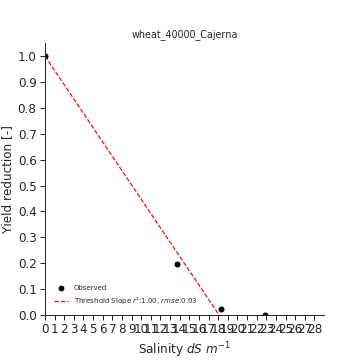 wheat_40000_Cajerna
Yield reduction [-]
1.0
0.9
0.8
0.7
0.6
0.5
0.4
0.3
0.2
0.1
0.0
Observed
Threshold Slope r²:1.00, rmse:0.03
0 1 2 3 4 5 6 7 8 9 10 11 12 13 14 15 16 17 18 19 20 21 22 23 24 25 26 27 28
Salinity dS m⁻¹